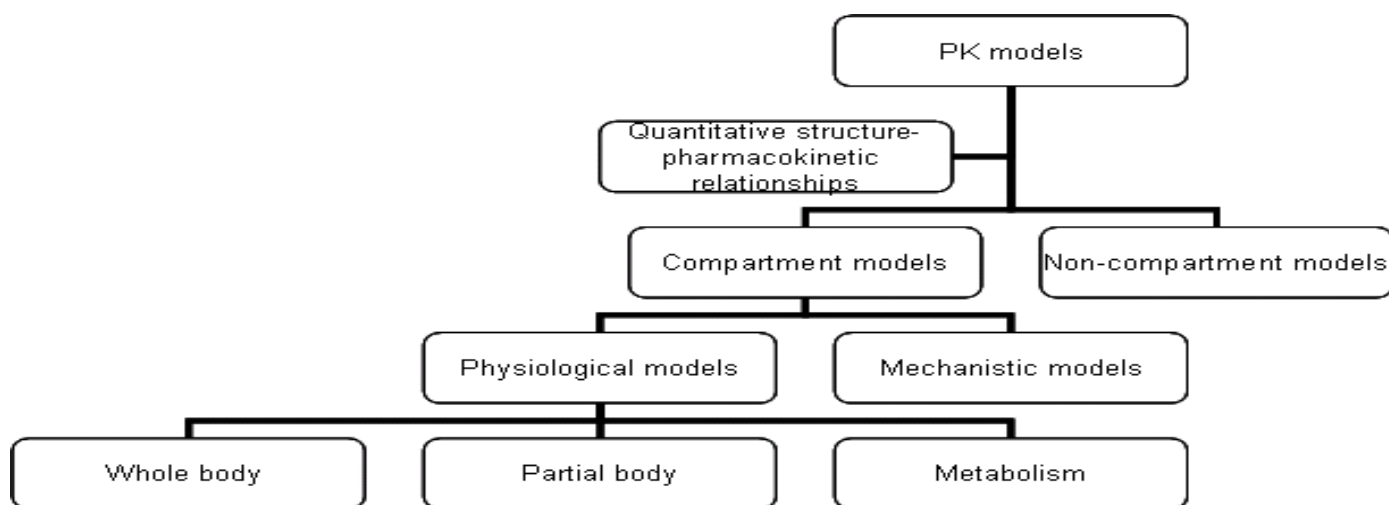 PK models
Quantitative structure-
pharmacokinetic
relationships
Compartment models
Non-compartment models
Physiological models
Mechanistic models
Whole body
Partial body
Metabolism